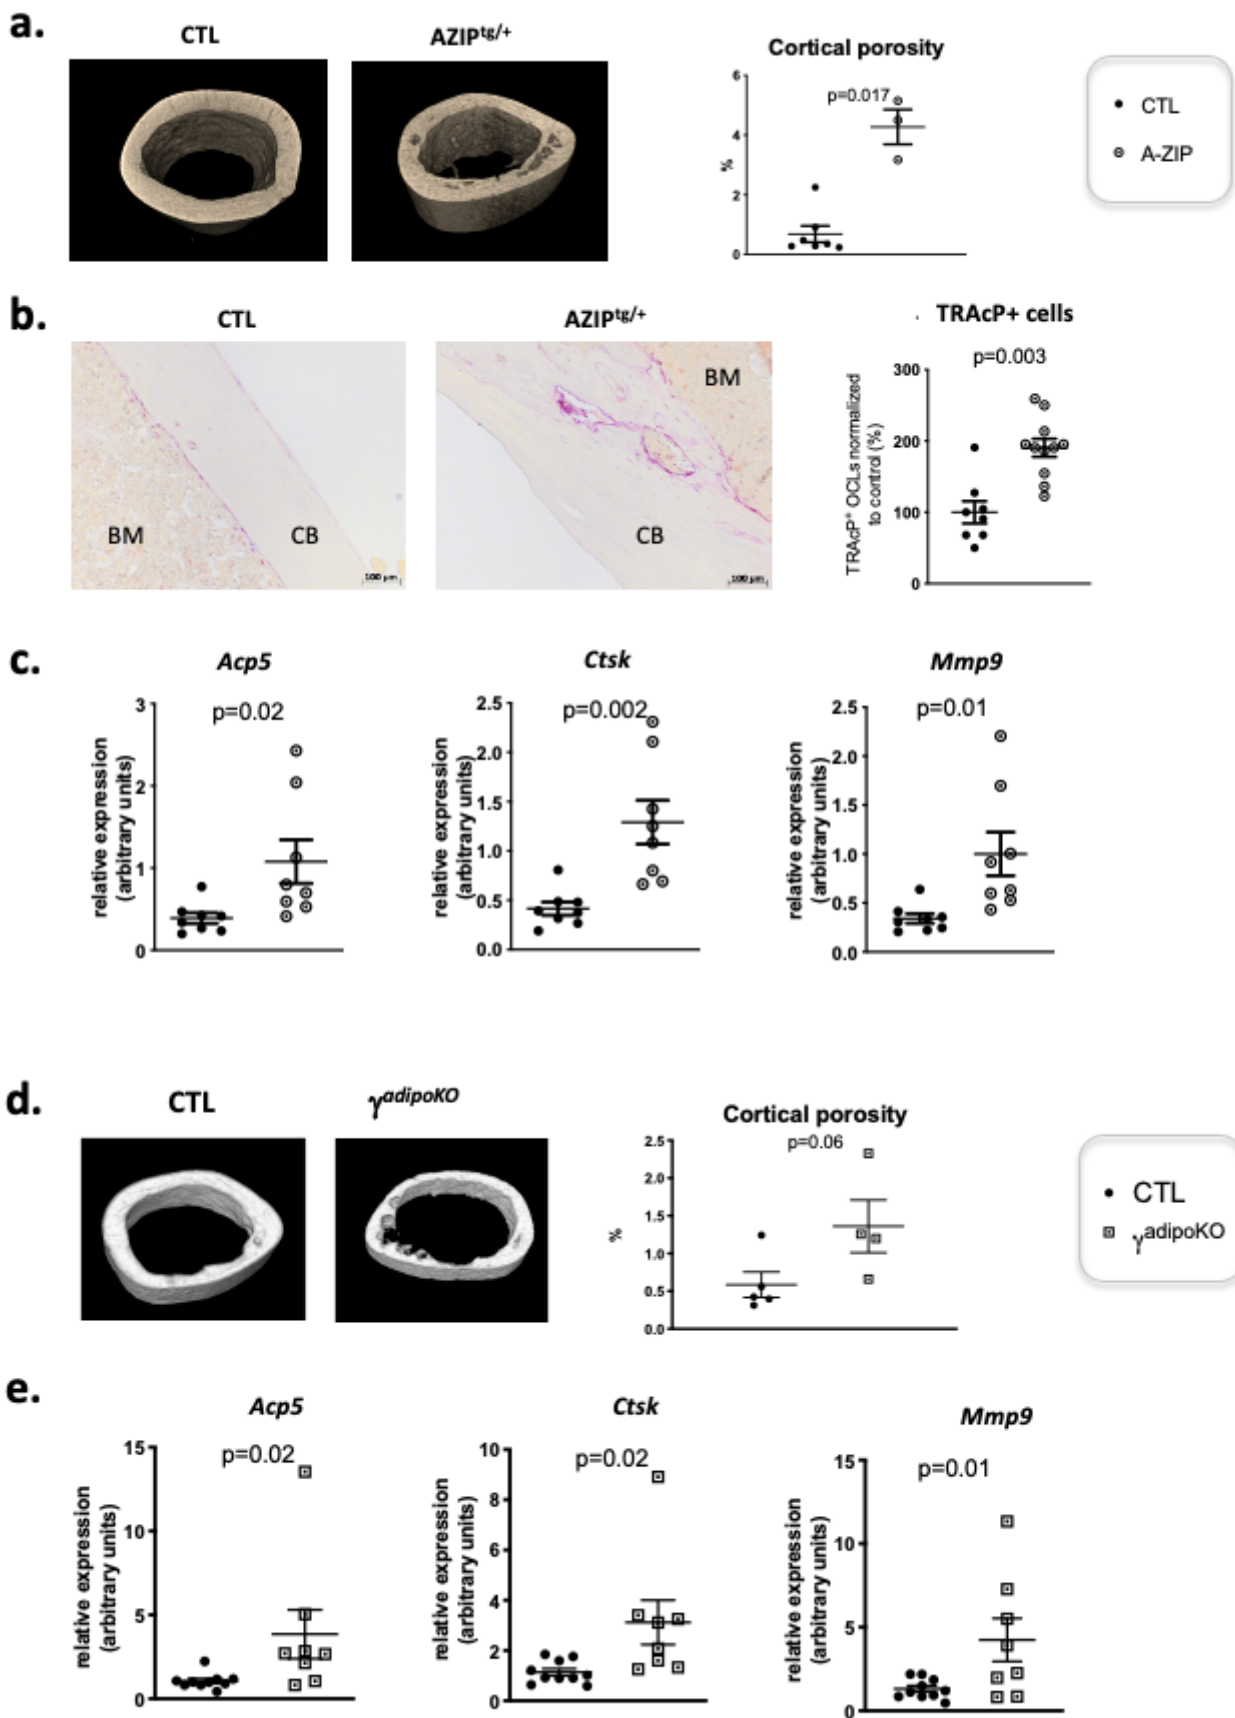 a.
CTL
AZIPtg/+
Cortical porosity
p=0.017
%
6
4
2
0
CTL
A-ZIP
b.
CTL
AZIPtg/+
TRAcP+ cells
BM
CB
100 µm
BM
CB
100 µm
p=0.003
TRAcP+ OCLs normalized
to control (%)
300
200
100
0
c.
Acp5
p=0.02
relative expression
(arbitrary units)
3
2
1
0
Ctsk
p=0.002
relative expression
(arbitrary units)
2.5
2.0
1.5
1.0
0.5
0.0
Mmp9
p=0.01
relative expression
(arbitrary units)
2.5
2.0
1.5
1.0
0.5
0.0
d.
CTL
γadipoKO
Cortical porosity
p=0.06
%
2.5
2.0
1.5
1.0
0.5
0.0
CTL
γadipoKO
e.
Acp5
p=0.02
relative expression
(arbitrary units)
15
10
5
0
Ctsk
p=0.02
relative expression
(arbitrary units)
10
8
6
4
2
0
Mmp9
p=0.01
relative expression
(arbitrary units)
15
10
5
0